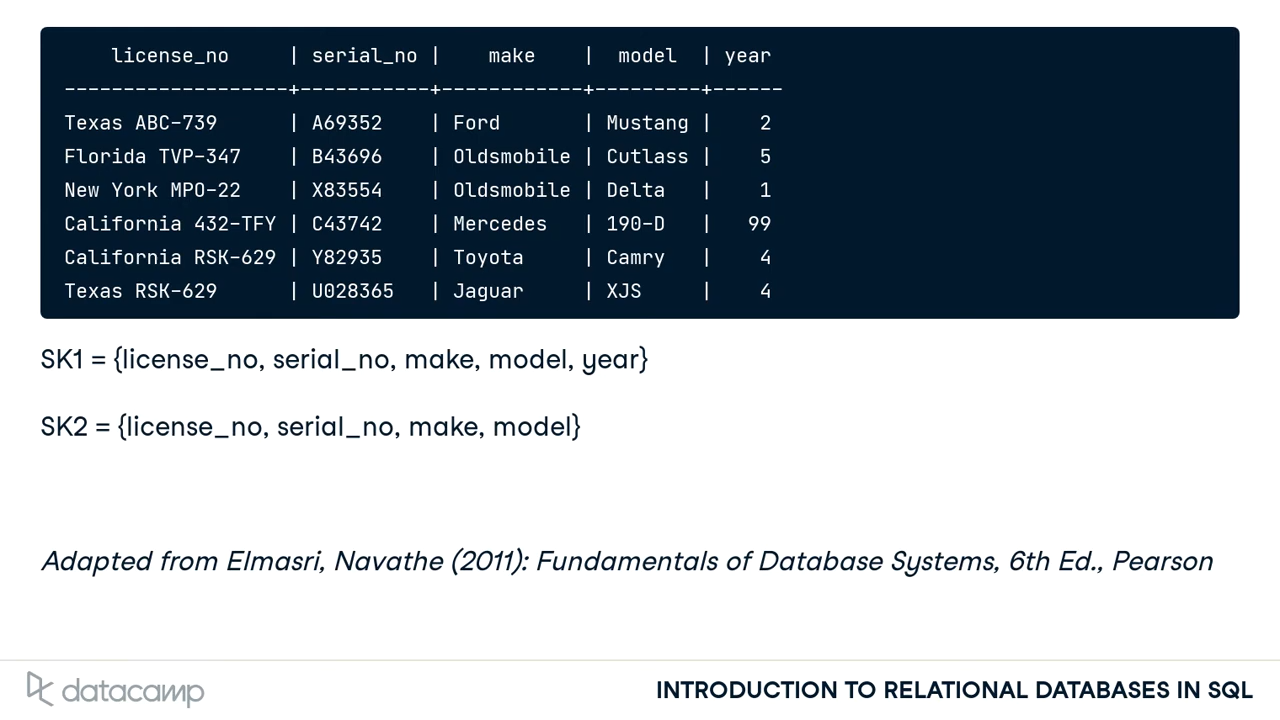 license_no | serial_no | make | model | year
-------------------+-----------+------------+---------+------
Texas ABC-739 | A69352 | Ford | Mustang | 2
Florida TVP-347 | B43696 | Oldsmobile | Cutlass | 5
New York MPO-22 | X83554 | Oldsmobile | Delta | 1
California 432-TFY | C43742 | Mercedes | 190-D | 99
California RSK-629 | Y82935 | Toyota | Camry | 4
Texas RSK-629 | U028365 | Jaguar | XJS | 4
SK1 = {license_no, serial_no, make, model, year}
SK2 = {license_no, serial_no, make, model}
Adapted from Elmasri, Navathe (2011): Fundamentals of Database Systems, 6th Ed., Pearson
datacamp
INTRODUCTION TO RELATIONAL DATABASES IN SQL